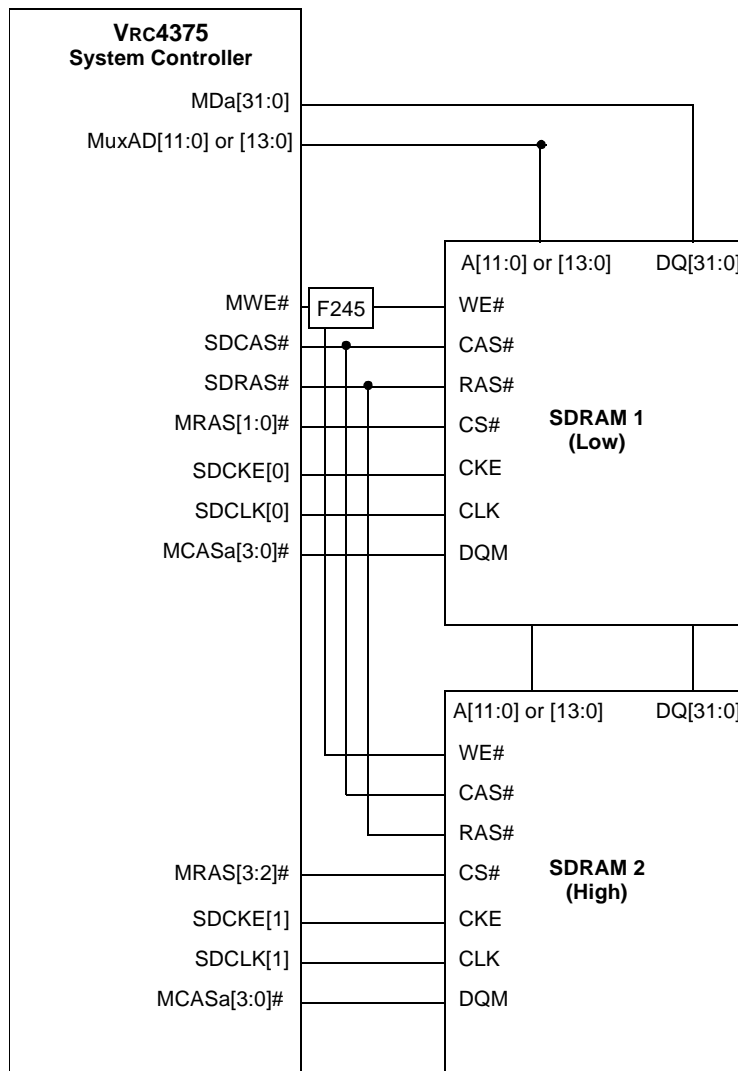 VRC4375
System Controller
MDa[31:0]
MuxAD[11:0] or [13:0]
A[11:0] or [13:0] DQ[31:0]
MWE# F245 WE#
SDCAS# CAS#
SDRAS# RAS#
MRAS[1:0]# CS# SDRAM 1
(Low)
SDCKE[0] CKE
SDCLK[0] CLK
MCASa[3:0]# DQM
A[11:0] or [13:0] DQ[31:0]
WE#
CAS#
RAS#
MRAS[3:2]# CS# SDRAM 2
(High)
SDCKE[1] CKE
SDCLK[1] CLK
MCASa[3:0]# DQM